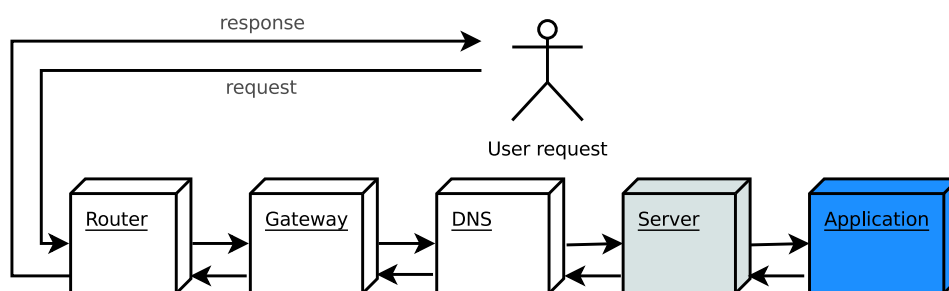 response
request
User request
Router
Gateway
DNS
Server
Application